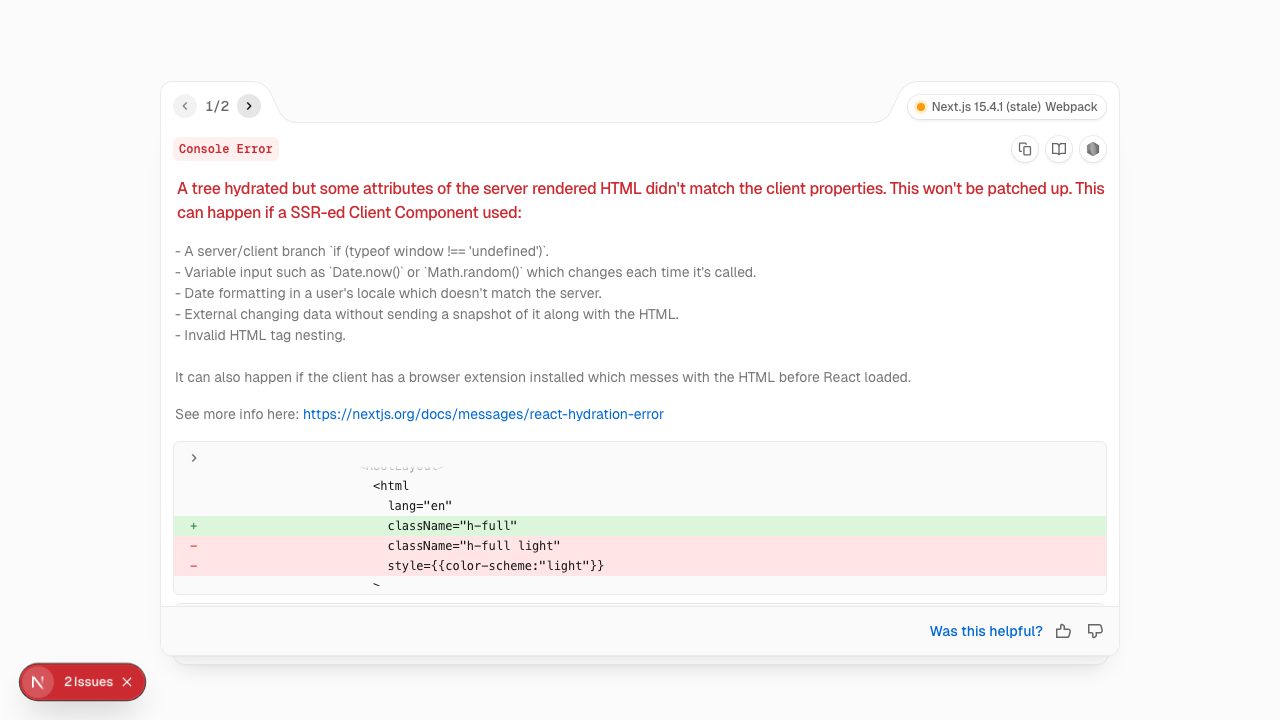 1/2
Next.js 15.4.1 (stale) Webpack
Console Error
A tree hydrated but some attributes of the server rendered HTML didn't match the client properties. This won't be patched up. This
can happen if a SSR-ed Client Component used:
- A server/client branch `if (typeof window !== 'undefined')`.
- Variable input such as `Date.now()` or `Math.random()` which changes each time it's called.
- Date formatting in a user's locale which doesn't match the server.
- External changing data without sending a snapshot of it along with the HTML.
- Invalid HTML tag nesting.
It can also happen if the client has a browser extension installed which messes with the HTML before React loaded.
See more info here: https://nextjs.org/docs/messages/react-hydration-error
<html
lang="en"
+ className="h-full"
- className="h-full light"
- style={{color-scheme:"light"}}
>
Was this helpful?
N 2 Issues